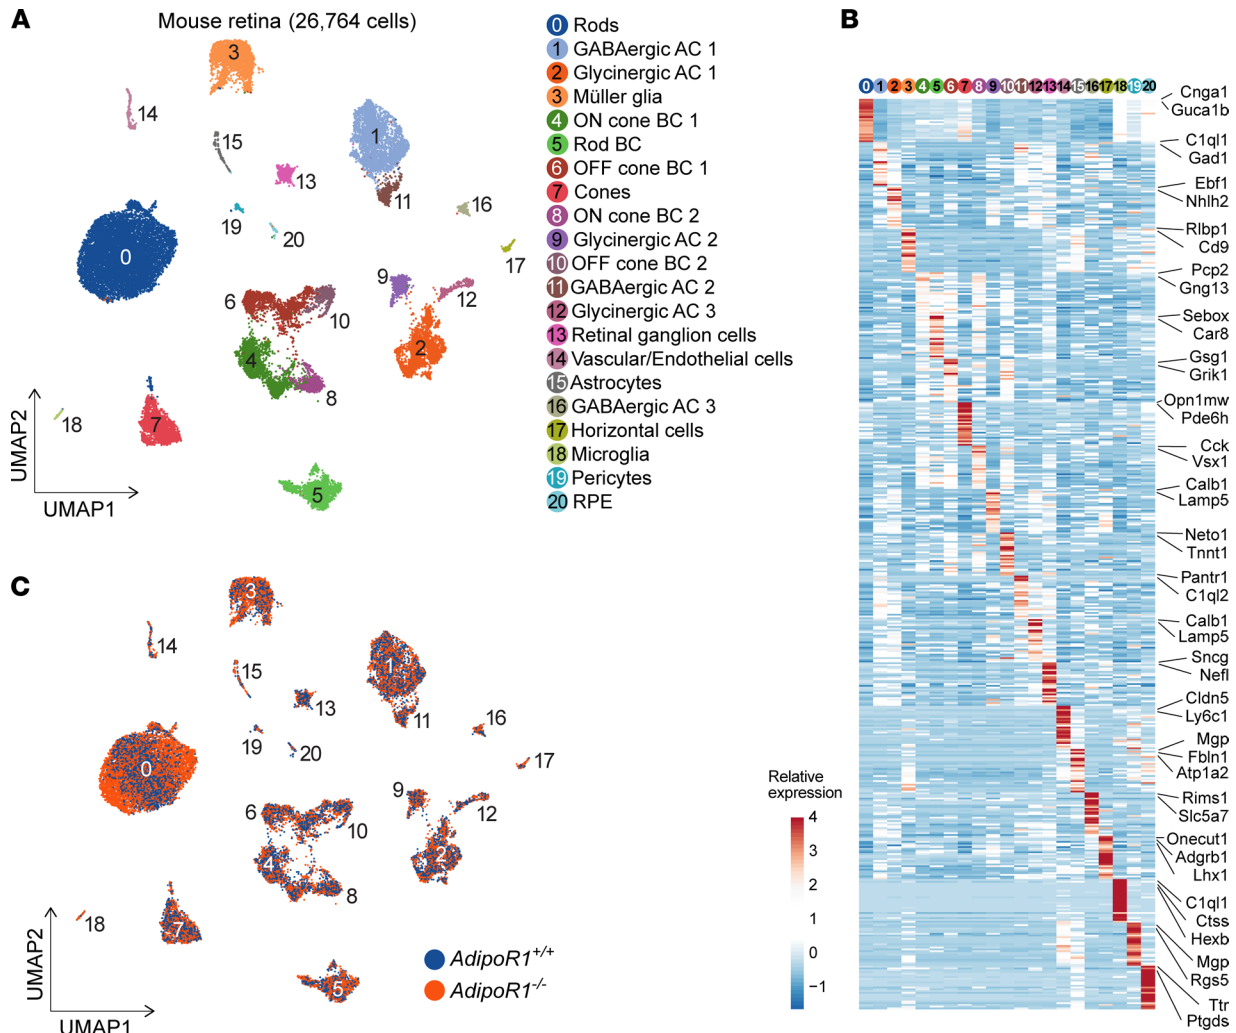 A
Mouse retina (26,764 cells)
0
1
2
3
4
5
6
7
8
9
10
11
12
13
14
15
16
17
18
19
20
UMAP2
UMAP1
0 Rods
1 GABAergic AC 1
2 Glycinergic AC 1
3 Müller glia
4 ON cone BC 1
5 Rod BC
6 OFF cone BC 1
7 Cones
8 ON cone BC 2
9 Glycinergic AC 2
10 OFF cone BC 2
11 GABAergic AC 2
12 Glycinergic AC 3
13 Retinal ganglion cells
14 Vascular/Endothelial cells
15 Astrocytes
16 GABAergic AC 3
17 Horizontal cells
18 Microglia
19 Pericytes
20 RPE
B
0 1 2 3 4 5 6 7 8 9 10 11 12 13 14 15 16 17 18 19 20
Cnga1
Guca1b
C1ql1
Gad1
Ebf1
Nhlh2
Rlbp1
Cd9
Pcp2
Gng13
Sebox
Car8
Gsg1
Grik1
Opn1mw
Pde6h
Cck
Vsx1
Calb1
Lamp5
Neto1
Tnnt1
Pantr1
C1ql2
Calb1
Lamp5
Sncg
Nefl
Cldn5
Ly6c1
Mgp
Fbln1
Atp1a2
Rims1
Slc5a7
Onecut1
Adgrb1
Lhx1
C1ql1
Ctss
Hexb
Mgp
Rgs5
Ttr
Ptgds
Relative
expression
4
3
2
1
0
−1
C
0
1
2
3
4
5
6
7
8
9
10
11
12
13
14
15
16
17
18
19
20
UMAP2
UMAP1
AdipoR1+/+
AdipoR1-/-